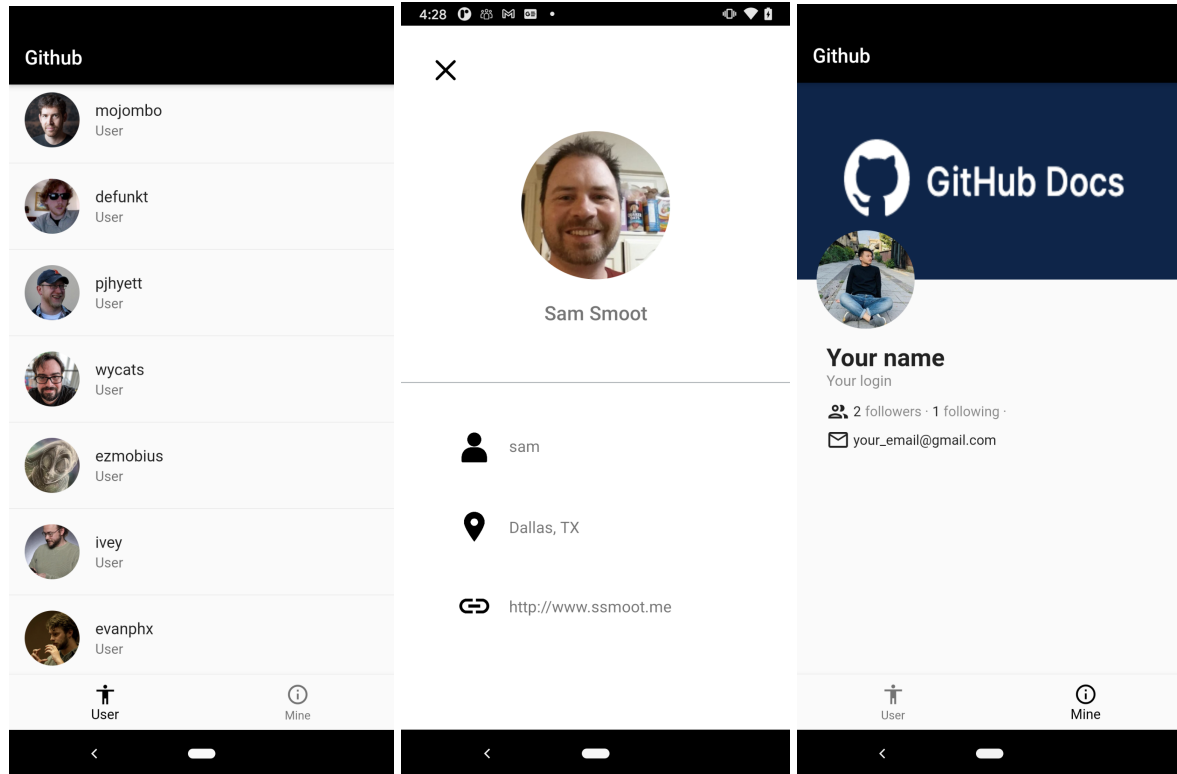 Github
mojombo
User
defunkt
User
pjhyett
User
wycats
User
ezmobius
User
ivey
User
evanphx
User
User
Mine
4:28
Sam Smoot
sam
Dallas, TX
http://www.ssmoot.me
Github
GitHub Docs
Your name
Your login
2 followers · 1 following ·
your_email@gmail.com
User
Mine